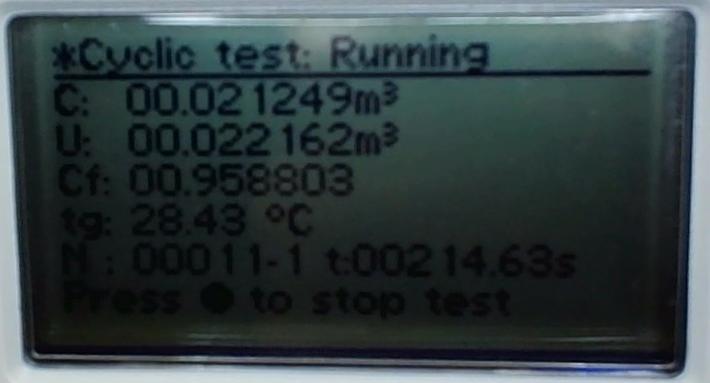 *Cyclic test: Running
C: 00.021249m³
U: 00.022162m³
Cf: 00.958803
tg: 28.43 °C
N : 00011-1 t:00214.63s
Press ● to stop test